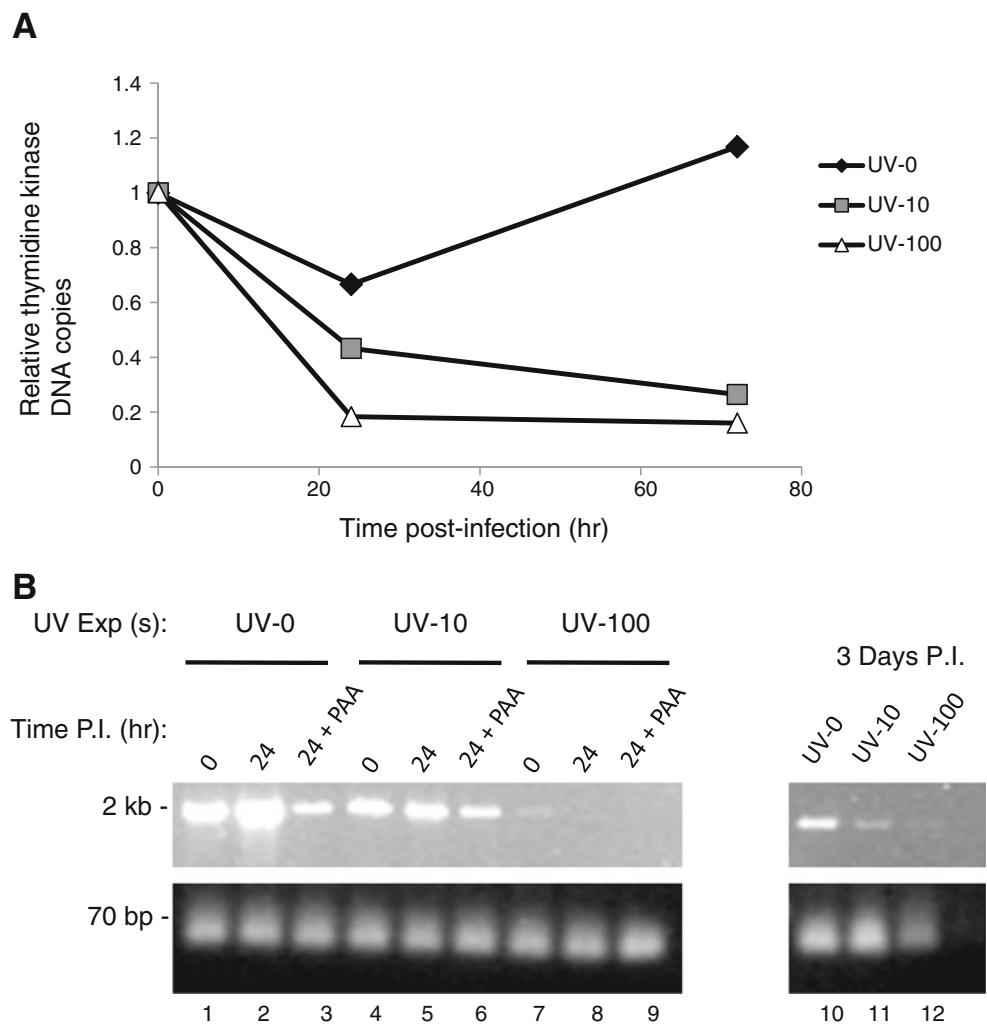 A
1.4
1.2
1
0.8
0.6
0.4
0.2
0
0 20 40 60 80
Relative thymidine kinase
DNA copies
Time post-infection (hr)
UV-0
UV-10
UV-100
B
UV Exp (s): UV-0 UV-10 UV-100
3 Days P.I.
Time P.I. (hr): 0 24 24 + PAA 0 24 24 + PAA 0 24 24 + PAA
UV-0 UV-10 UV-100
2 kb -
70 bp -
1 2 3 4 5 6 7 8 9 10 11 12